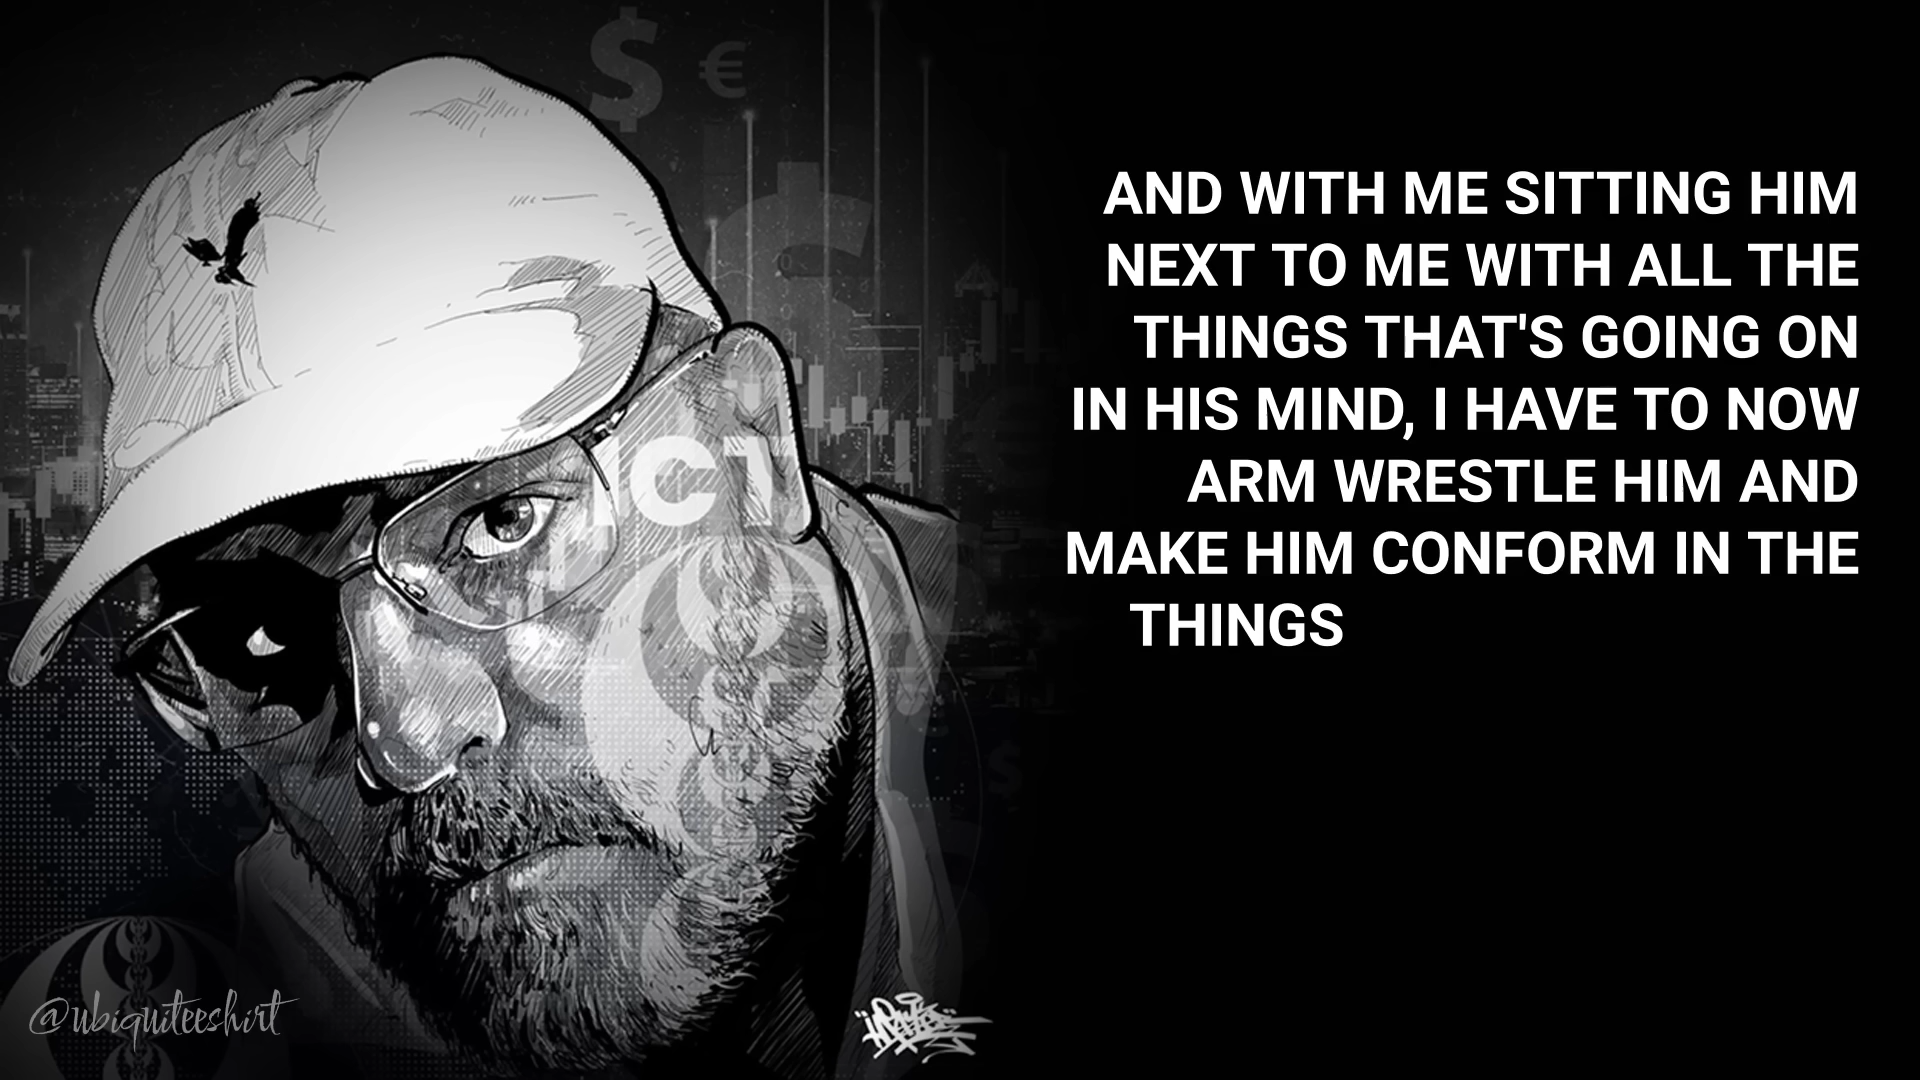 $ €
ICT
AND WITH ME SITTING HIM
NEXT TO ME WITH ALL THE
THINGS THAT'S GOING ON
IN HIS MIND, I HAVE TO NOW
ARM WRESTLE HIM AND
MAKE HIM CONFORM IN THE
THINGS
@ubiquiteeshirt